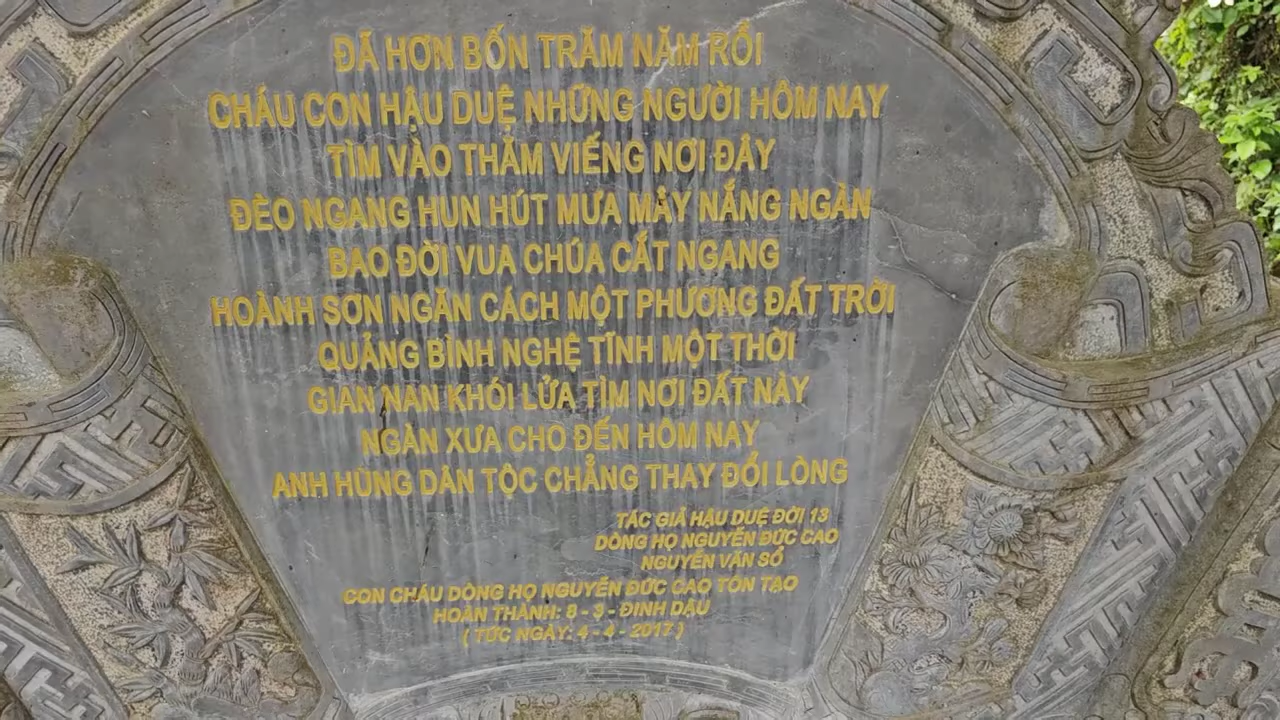 ĐÃ HƠN BỐN TRĂM NĂM RỒI
CHÁU CON HẬU DUỆ NHỮNG NGƯỜI HÔM NAY
TÌM VÀO THĂM VIẾNG NƠI ĐÂY
ĐÈO NGANG HUN HÚT MƯA MÂY NẮNG NGÀN
BAO ĐỜI VUA CHÚA CẮT NGANG
HOÀNH SƠN NGĂN CÁCH MỘT PHƯƠNG ĐẤT TRỜI
QUẢNG BÌNH NGHỆ TĨNH MỘT THỜI
GIAN NAN KHÓI LỬA TÌM NƠI ĐẤT NÀY
NGÀN XƯA CHO ĐẾN HÔM NAY
ANH HÙNG DÂN TỘC CHẲNG THAY ĐỔI LÒNG
TÁC GIẢ HẬU DUỆ ĐỜI 13
DÒNG HỌ NGUYỄN ĐỨC CAO
NGUYỄN VĂN SỔ
CON CHÁU DÒNG HỌ NGUYỄN ĐỨC CAO TÔN TẠO
HOÀN THÀNH: 8 - 3 - ĐINH DẬU
( TỨC NGÀY: 4 - 4 - 2017 )